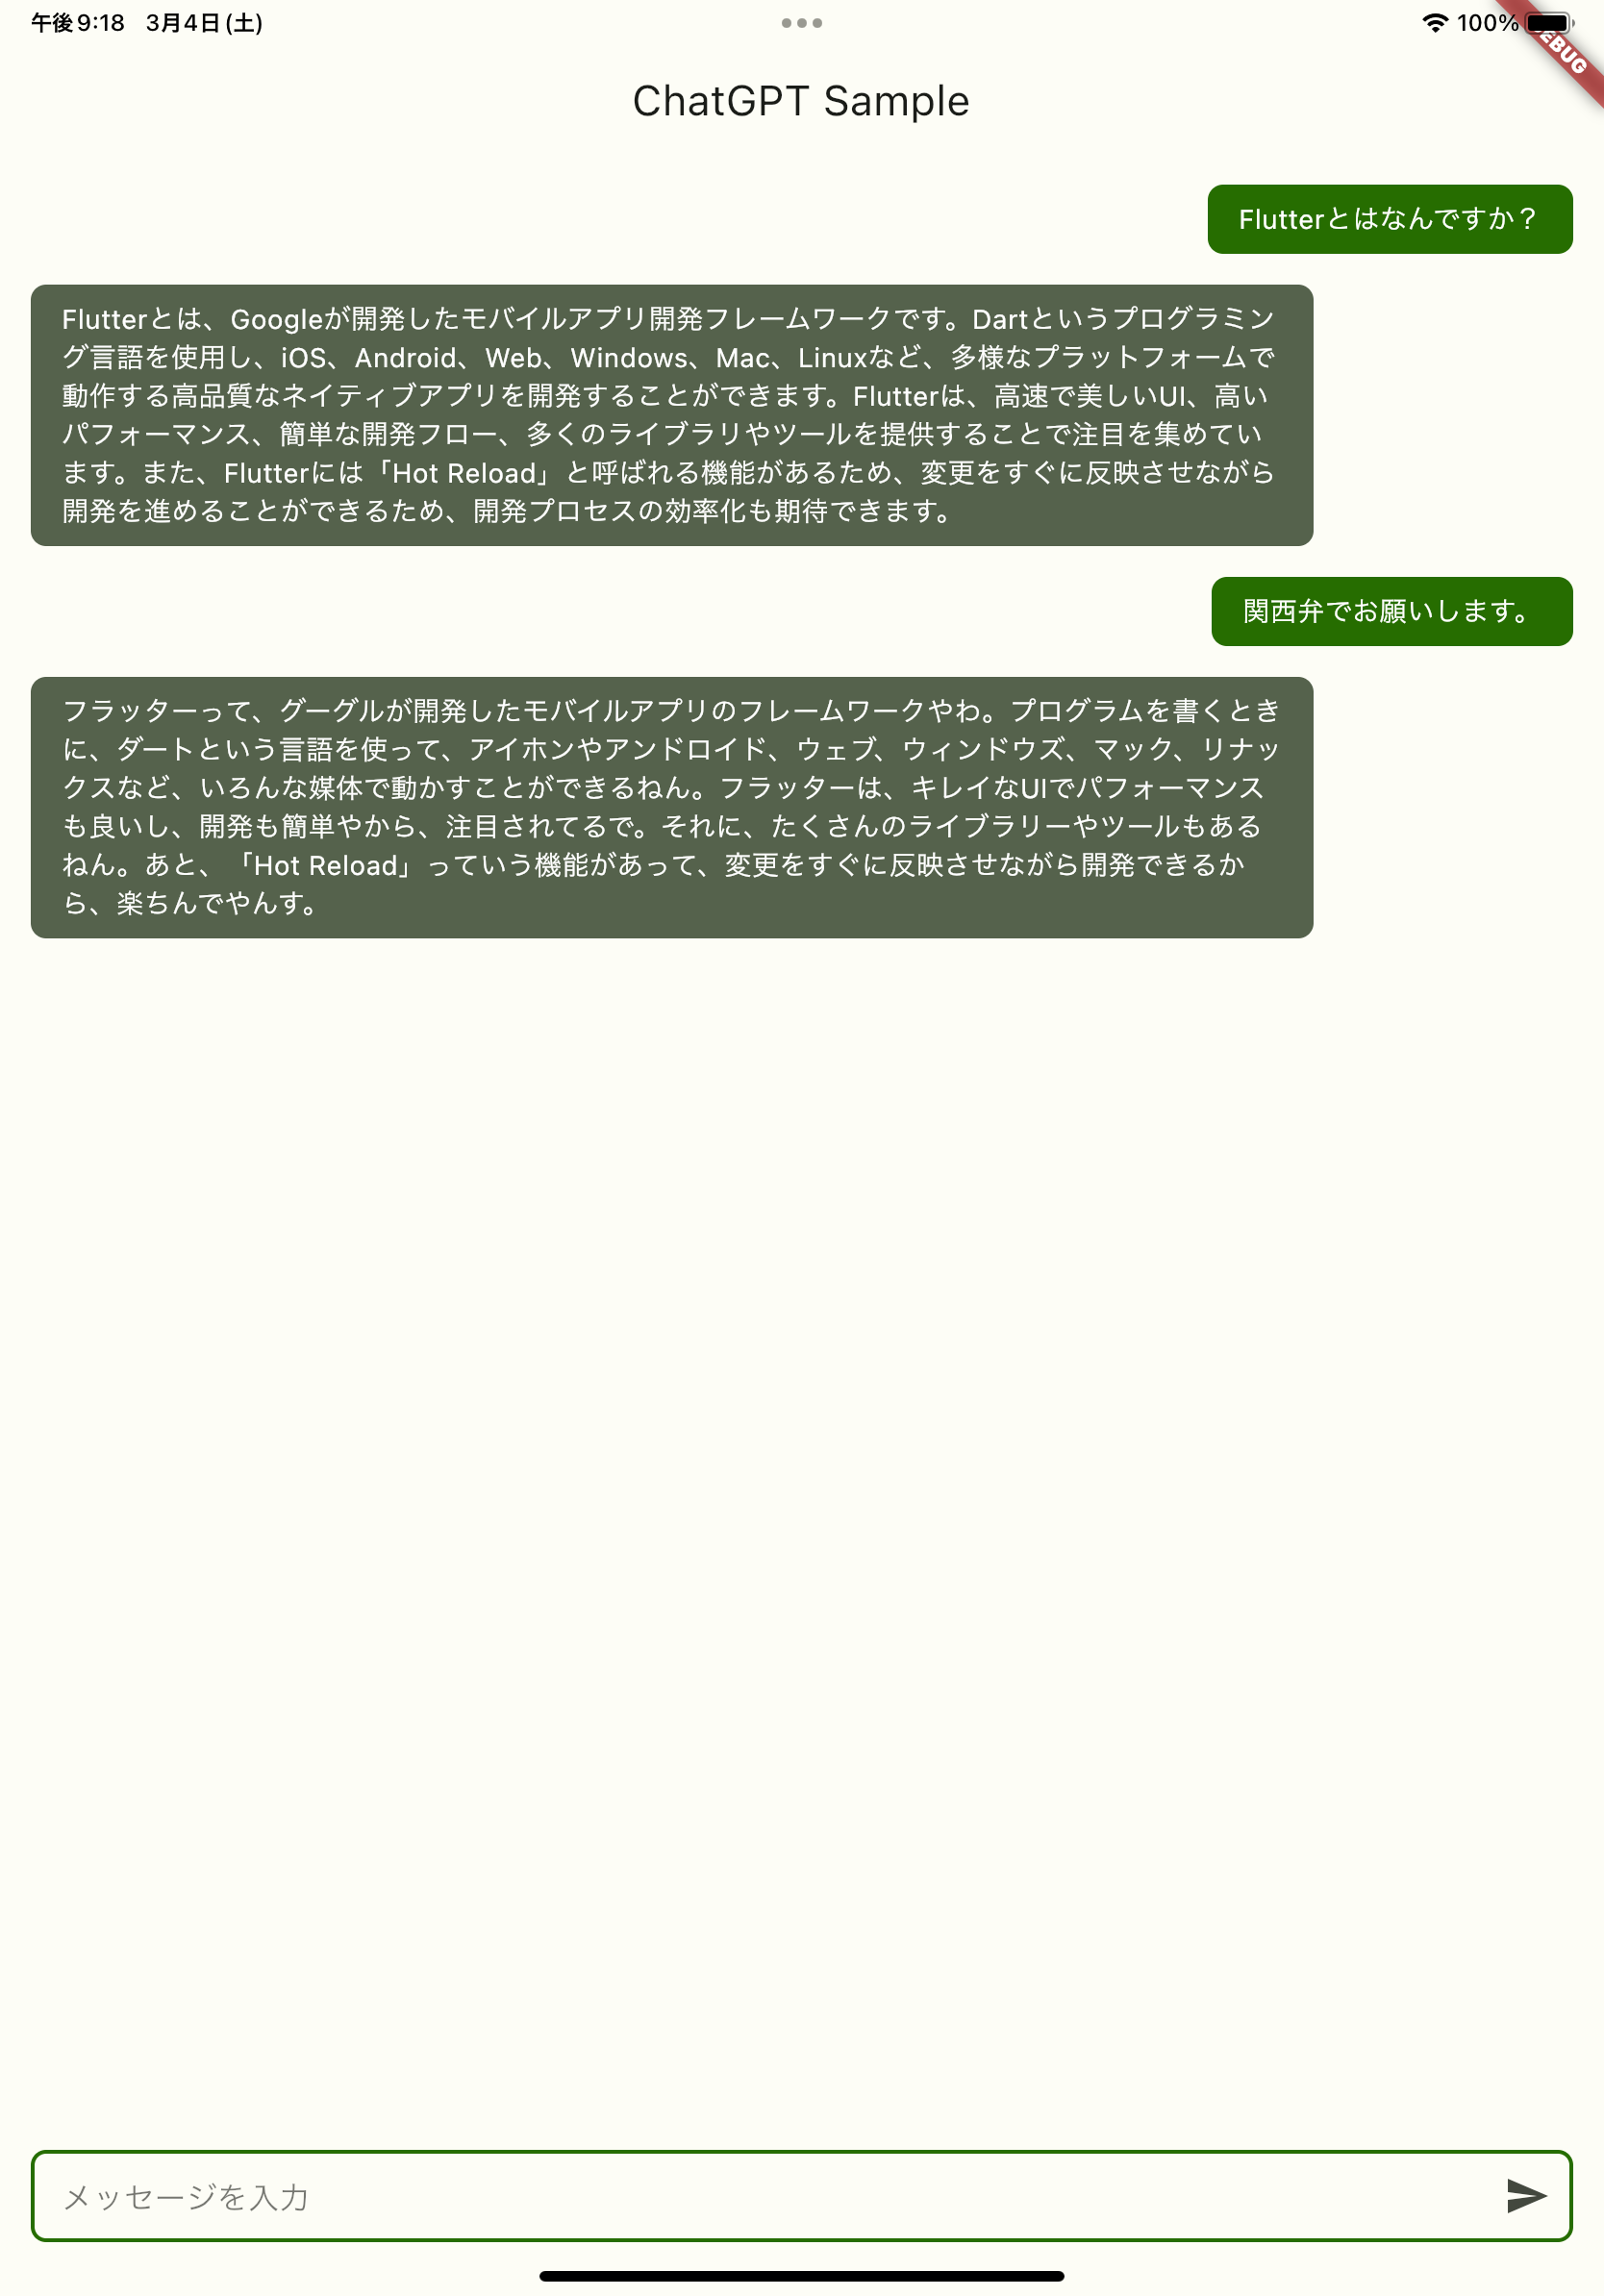 午後9:18 3月4日(土)
100%
EBUG
ChatGPT Sample
Flutterとはなんですか？
Flutterとは、Googleが開発したモバイルアプリ開発フレームワークです。Dartというプログラミン
グ言語を使用し、iOS、Android、Web、Windows、Mac、Linuxなど、多様なプラットフォームで
動作する高品質なネイティブアプリを開発することができます。Flutterは、高速で美しいUI、高い
パフォーマンス、簡単な開発フロー、多くのライブラリやツールを提供することで注目を集めてい
ます。また、Flutterには「Hot Reload」と呼ばれる機能があるため、変更をすぐに反映させながら
開発を進めることができるため、開発プロセスの効率化も期待できます。
関西弁でお願いします。
フラッターって、グーグルが開発したモバイルアプリのフレームワークやわ。プログラムを書くとき
に、ダートという言語を使って、アイホンやアンドロイド、ウェブ、ウィンドウズ、マック、リナッ
クスなど、いろんな媒体で動かすことができるねん。フラッターは、キレイなUIでパフォーマンス
も良いし、開発も簡単やから、注目されてるで。それに、たくさんのライブラリーやツールもある
ねん。あと、「Hot Reload」っていう機能があって、変更をすぐに反映させながら開発できるか
ら、楽ちんでやんす。
メッセージを入力